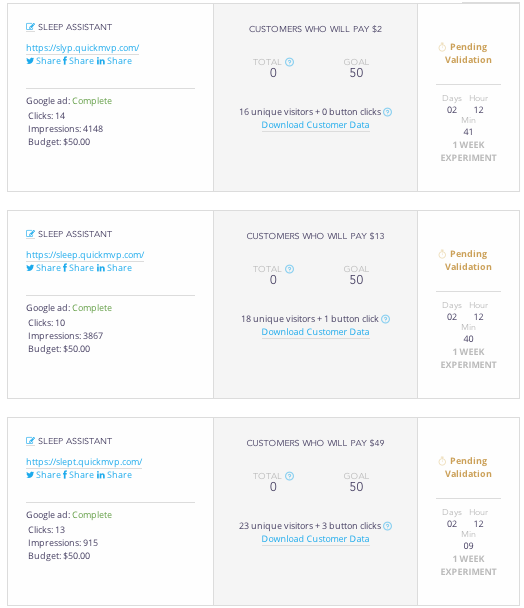 SLEEP ASSISTANT
https://slyp.quickmvp.com/
Share Share Share
Google ad: Complete
Clicks: 14
Impressions: 4148
Budget: $50.00
CUSTOMERS WHO WILL PAY $2
TOTAL ? GOAL
0 50
16 unique visitors + 0 button clicks ?
Download Customer Data
Pending
Validation
Days Hour
02 12
Min
41
1 WEEK
EXPERIMENT
SLEEP ASSISTANT
https://sleep.quickmvp.com/
Share Share Share
Google ad: Complete
Clicks: 10
Impressions: 3867
Budget: $50.00
CUSTOMERS WHO WILL PAY $13
TOTAL ? GOAL
0 50
18 unique visitors + 1 button click ?
Download Customer Data
Pending
Validation
Days Hour
02 12
Min
40
1 WEEK
EXPERIMENT
SLEEP ASSISTANT
https://slept.quickmvp.com/
Share Share Share
Google ad: Complete
Clicks: 13
Impressions: 915
Budget: $50.00
CUSTOMERS WHO WILL PAY $49
TOTAL ? GOAL
0 50
23 unique visitors + 3 button clicks ?
Download Customer Data
Pending
Validation
Days Hour
02 12
Min
09
1 WEEK
EXPERIMENT